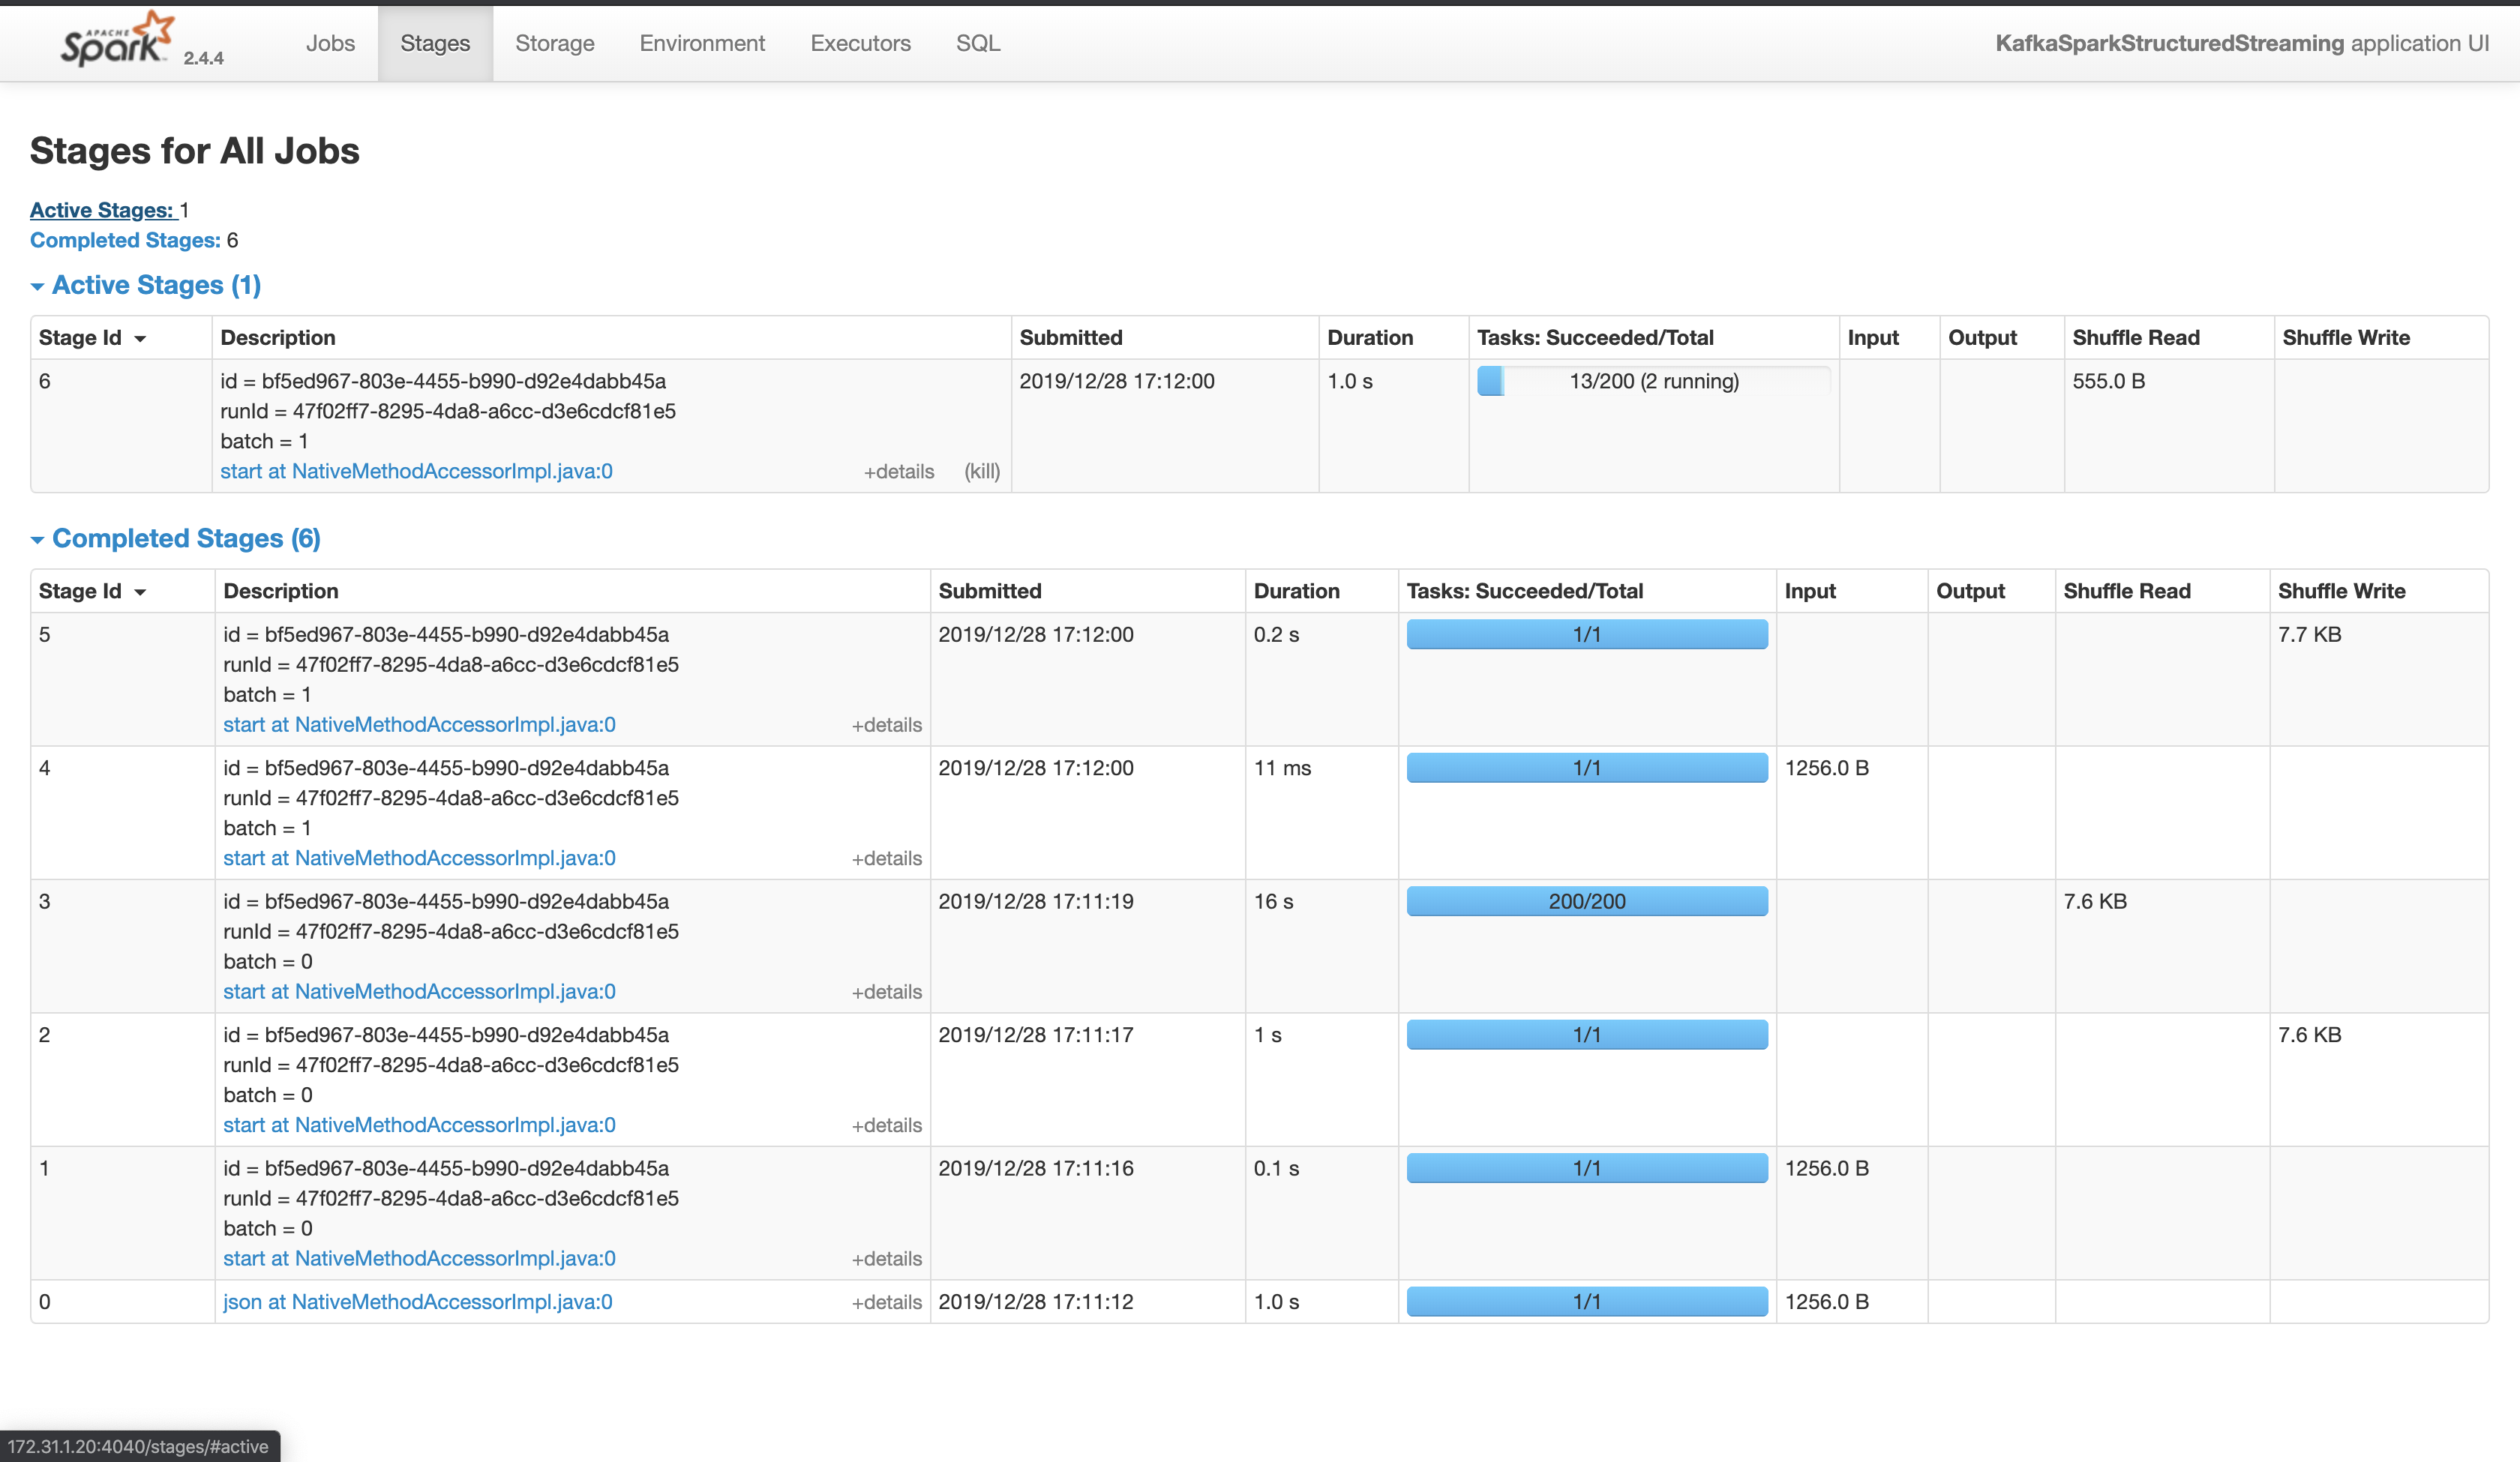 APACHE
Spark 2.4.4 Jobs Stages Storage Environment Executors SQL KafkaSparkStructuredStreaming application UI
Stages for All Jobs
Active Stages: 1
Completed Stages: 6
Active Stages (1)
Stage Id Description Submitted Duration Tasks: Succeeded/Total Input Output Shuffle Read Shuffle Write
6 id = bf5ed967-803e-4455-b990-d92e4dabb45a 2019/12/28 17:12:00 1.0 s 13/200 (2 running) 555.0 B
runId = 47f02ff7-8295-4da8-a6cc-d3e6cdcf81e5
batch = 1
start at NativeMethodAccessorImpl.java:0 +details (kill)
Completed Stages (6)
Stage Id Description Submitted Duration Tasks: Succeeded/Total Input Output Shuffle Read Shuffle Write
5 id = bf5ed967-803e-4455-b990-d92e4dabb45a 2019/12/28 17:12:00 0.2 s 1/1 7.7 KB
runId = 47f02ff7-8295-4da8-a6cc-d3e6cdcf81e5
batch = 1
start at NativeMethodAccessorImpl.java:0 +details
4 id = bf5ed967-803e-4455-b990-d92e4dabb45a 2019/12/28 17:12:00 11 ms 1/1 1256.0 B
runId = 47f02ff7-8295-4da8-a6cc-d3e6cdcf81e5
batch = 1
start at NativeMethodAccessorImpl.java:0 +details
3 id = bf5ed967-803e-4455-b990-d92e4dabb45a 2019/12/28 17:11:19 16 s 200/200 7.6 KB
runId = 47f02ff7-8295-4da8-a6cc-d3e6cdcf81e5
batch = 0
start at NativeMethodAccessorImpl.java:0 +details
2 id = bf5ed967-803e-4455-b990-d92e4dabb45a 2019/12/28 17:11:17 1 s 1/1 7.6 KB
runId = 47f02ff7-8295-4da8-a6cc-d3e6cdcf81e5
batch = 0
start at NativeMethodAccessorImpl.java:0 +details
1 id = bf5ed967-803e-4455-b990-d92e4dabb45a 2019/12/28 17:11:16 0.1 s 1/1 1256.0 B
runId = 47f02ff7-8295-4da8-a6cc-d3e6cdcf81e5
batch = 0
start at NativeMethodAccessorImpl.java:0 +details
0 json at NativeMethodAccessorImpl.java:0 +details 2019/12/28 17:11:12 1.0 s 1/1 1256.0 B
172.31.1.20:4040/stages/#active